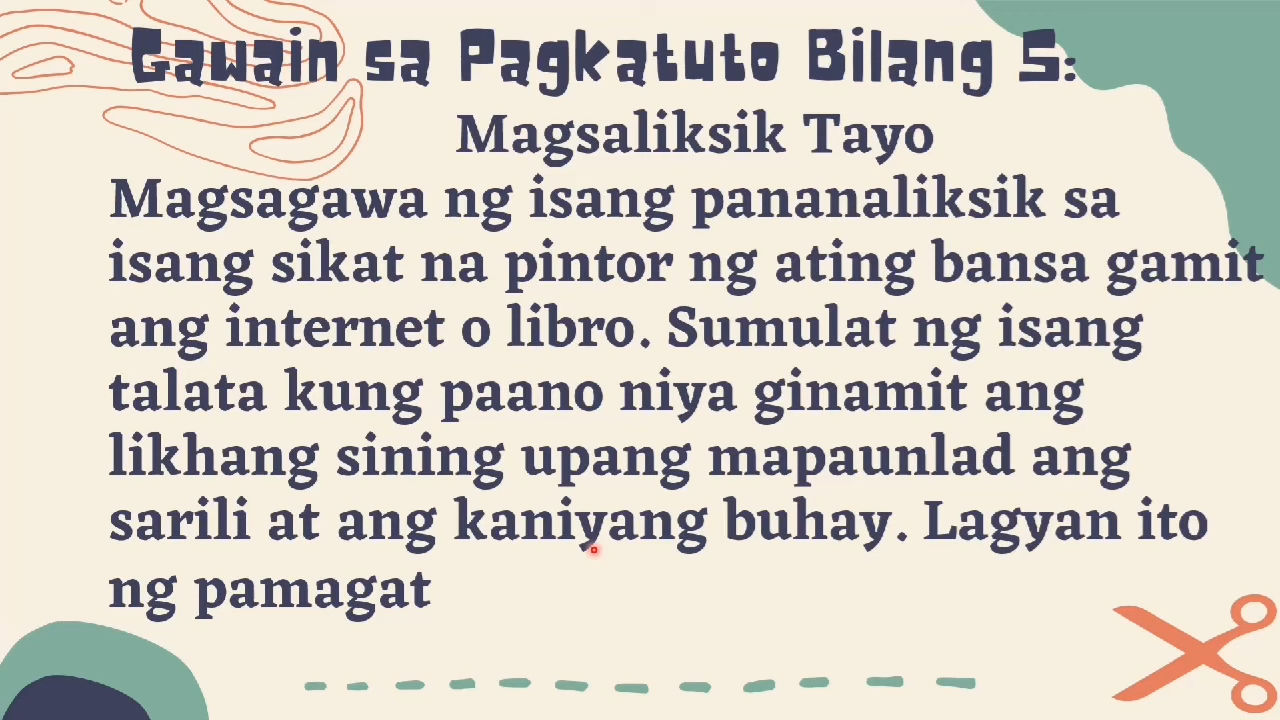 Gawain sa Pagkatuto Bilang 5:
Magsaliksik Tayo
Magsagawa ng isang pananaliksik sa
isang sikat na pintor ng ating bansa gamit
ang internet o libro. Sumulat ng isang
talata kung paano niya ginamit ang
likhang sining upang mapaunlad ang
sarili at ang kaniyang buhay. Lagyan ito
ng pamagat